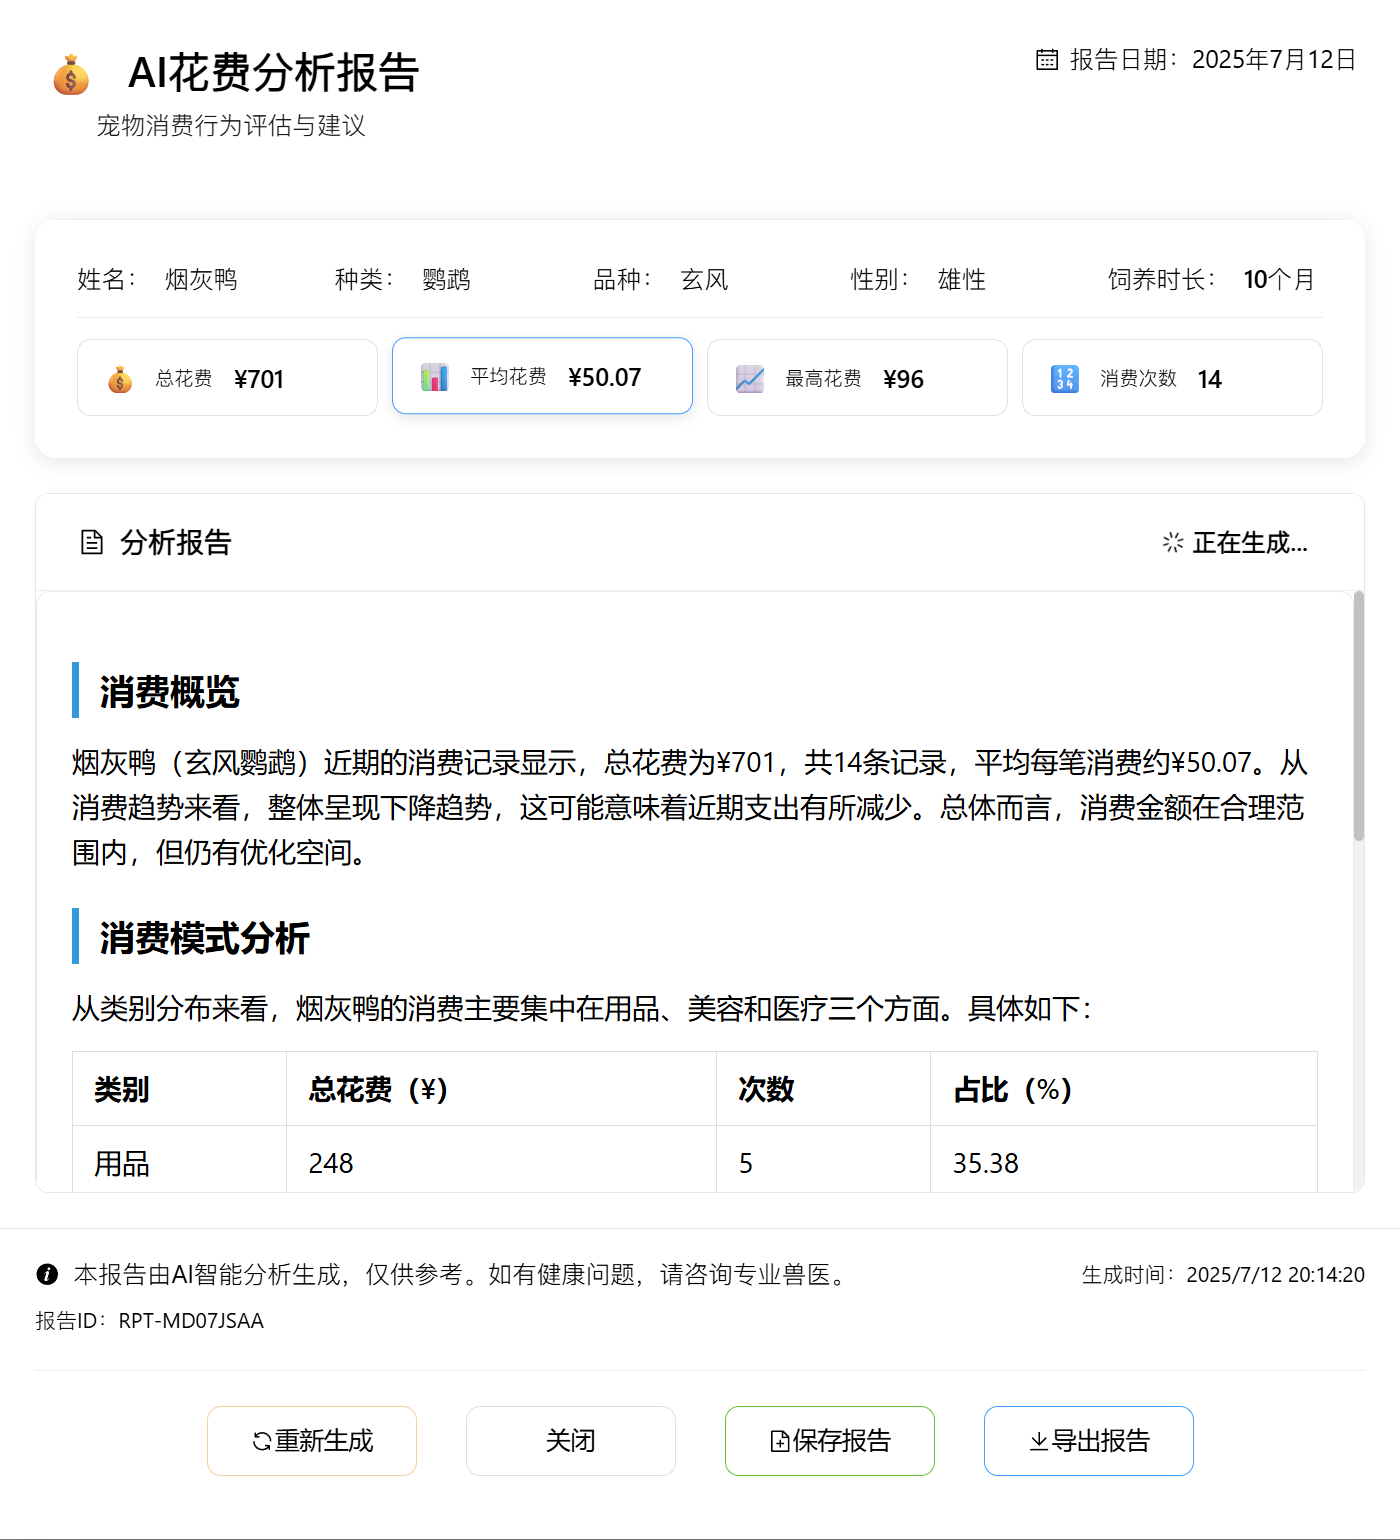 AI花费分析报告
报告日期：2025年7月12日
宠物消费行为评估与建议
姓名：烟灰鸭 种类：鹦鹉 品种：玄风 性别：雄性 饲养时长：10个月
总花费 ¥701 平均花费 ¥50.07 最高花费 ¥96 消费次数 14
分析报告
正在生成...
消费概览
烟灰鸭（玄风鹦鹉）近期的消费记录显示，总花费为¥701，共14条记录，平均每笔消费约¥50.07。从
消费趋势来看，整体呈现下降趋势，这可能意味着近期支出有所减少。总体而言，消费金额在合理范
围内，但仍有优化空间。
消费模式分析
从类别分布来看，烟灰鸭的消费主要集中在用品、美容和医疗三个方面。具体如下：
类别 总花费（¥） 次数 占比（%）
用品 248 5 35.38
本报告由AI智能分析生成，仅供参考。如有健康问题，请咨询专业兽医。
生成时间：2025/7/12 20:14:20
报告ID：RPT-MD07JSAA
重新生成 关闭 保存报告 导出报告